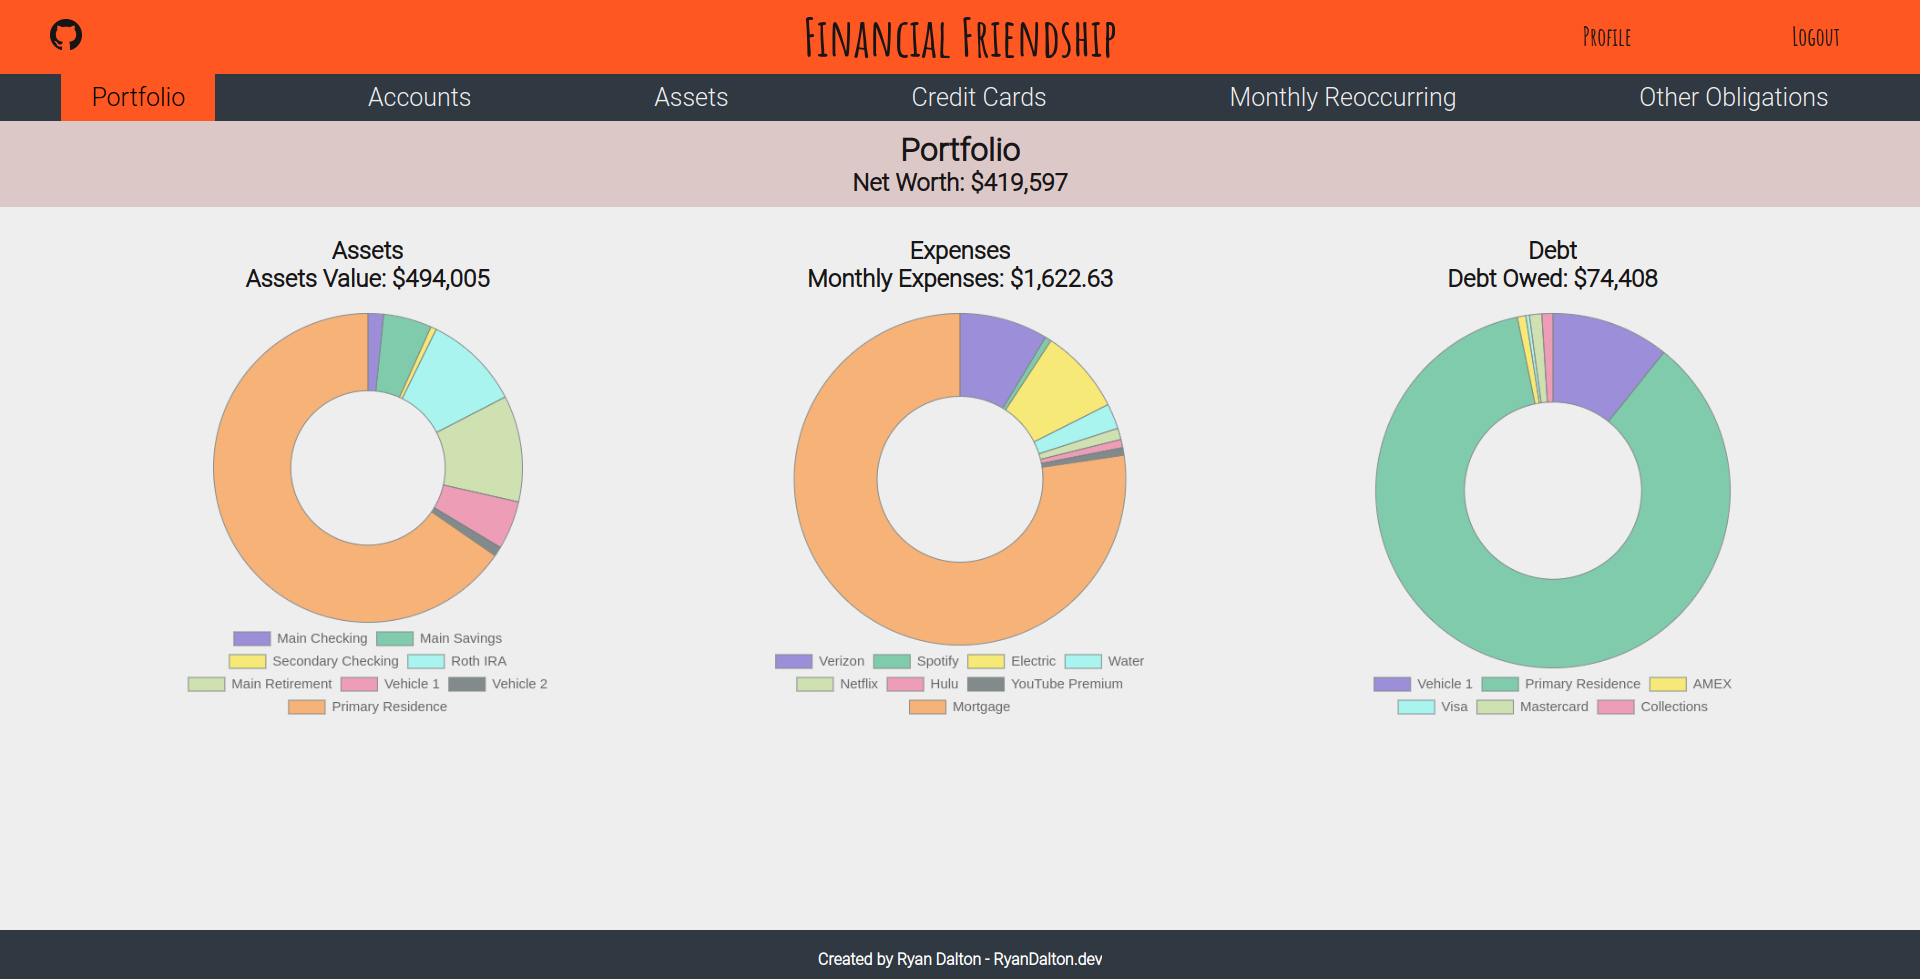 Financial Friendship
Profile
Logout
Portfolio
Accounts
Assets
Credit Cards
Monthly Reoccurring
Other Obligations
Portfolio
Net Worth: $419,597
Assets
Assets Value: $494,005
Main Checking Main Savings
Secondary Checking Roth IRA
Main Retirement Vehicle 1 Vehicle 2
Primary Residence
Expenses
Monthly Expenses: $1,622.63
Verizon Spotify Electric Water
Netflix Hulu YouTube Premium
Mortgage
Debt
Debt Owed: $74,408
Vehicle 1 Primary Residence AMEX
Visa Mastercard Collections
Created by Ryan Dalton - RyanDalton.dev